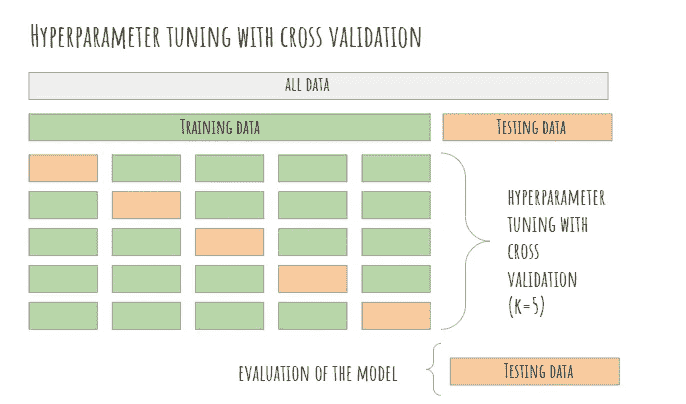 Hyperparameter tuning with cross validation
all data
Training data
Testing data
hyperparameter
tuning with
cross
validation
(k=5)
evaluation of the model
Testing data